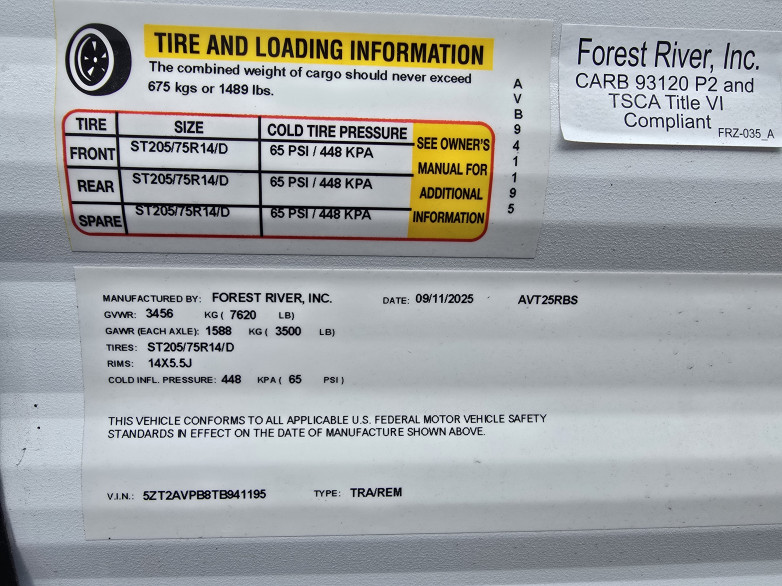 TIRE AND LOADING INFORMATION
The combined weight of cargo should never exceed
675 kgs or 1489 lbs.
TIRE SIZE COLD TIRE PRESSURE
FRONT ST205/75R14/D 65 PSI / 448 KPA
REAR ST205/75R14/D 65 PSI / 448 KPA
SPARE ST205/75R14/D 65 PSI / 448 KPA
SEE OWNER'S
MANUAL FOR
ADDITIONAL
INFORMATION
AVB941195
Forest River, Inc.
CARB 93120 P2 and
TSCA Title VI
Compliant
FRZ-035_A
MANUFACTURED BY: FOREST RIVER, INC. DATE: 09/11/2025 AVT25RBS
GVWR: 3456 KG ( 7620 LB)
GAWR (EACH AXLE): 1588 KG ( 3500 LB)
TIRES: ST205/75R14/D
RIMS: 14X5.5J
COLD INFL. PRESSURE: 448 KPA ( 65 PSI )
THIS VEHICLE CONFORMS TO ALL APPLICABLE U.S. FEDERAL MOTOR VEHICLE SAFETY
STANDARDS IN EFFECT ON THE DATE OF MANUFACTURE SHOWN ABOVE.
V.I.N.: 5ZT2AVPB8TB941195 TYPE: TRA/REM